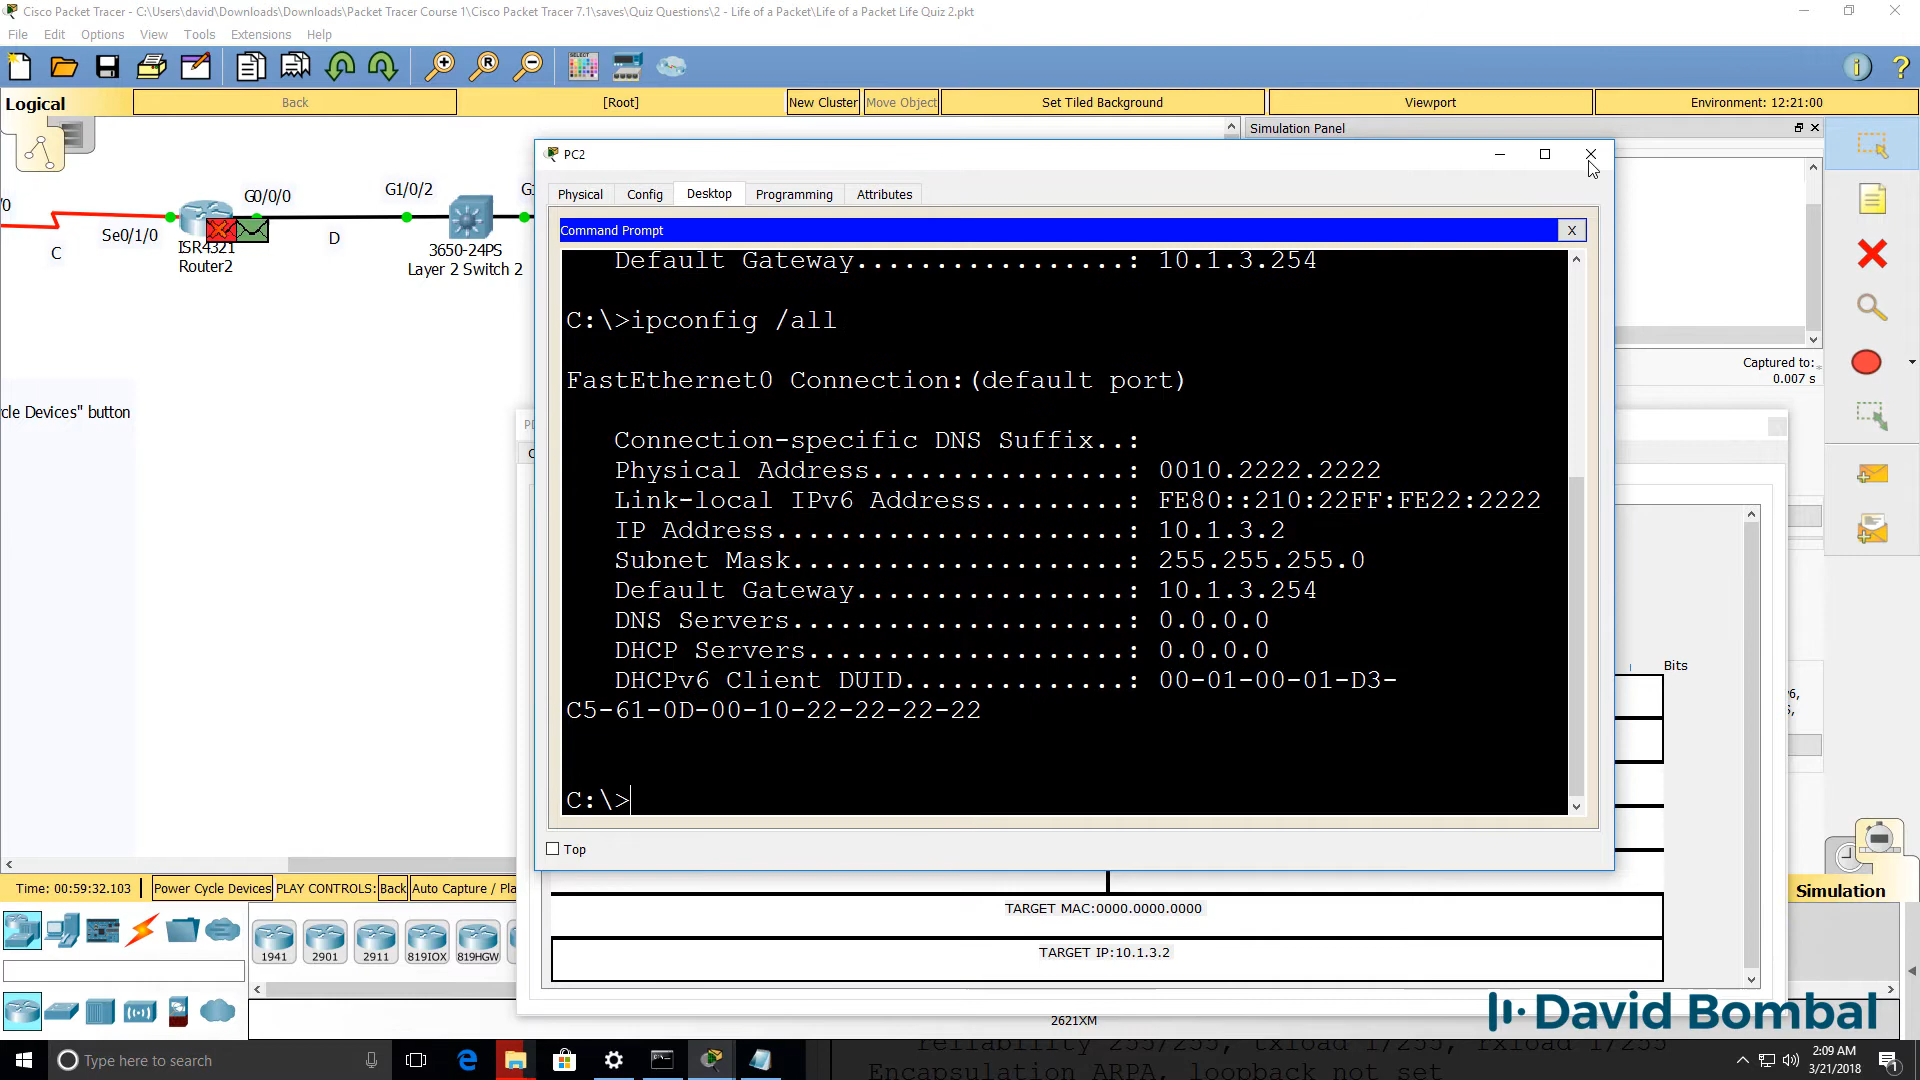 Cisco Packet Tracer - C:\Users\david\Downloads\Downloads\Packet Tracer Course 1\Cisco Packet Tracer 7.1\saves\Quiz Questions\2 - Life of a Packet\Life of a Packet Life Quiz 2.pkt
File Edit Options View Tools Extensions Help
Logical Back [Root] New Cluster Move Object Set Tiled Background Viewport Environment: 12:21:00
Simulation Panel
PC2
Physical Config Desktop Programming Attributes
Command Prompt X
Default Gateway.................: 10.1.3.254
C:\>ipconfig /all
FastEthernet0 Connection:(default port)
Connection-specific DNS Suffix..:
Physical Address................: 0010.2222.2222
Link-local IPv6 Address.........: FE80::210:22FF:FE22:2222
IP Address......................: 10.1.3.2
Subnet Mask.....................: 255.255.255.0
Default Gateway.................: 10.1.3.254
DNS Servers.....................: 0.0.0.0
DHCP Servers....................: 0.0.0.0
DHCPv6 Client DUID..............: 00-01-00-01-D3-
C5-61-0D-00-10-22-22-22-22
C:\>
Top
/0
C
Se0/1/0
G0/0/0
ISR4321
Router2
D
G1/0/2
3650-24PS
Layer 2 Switch 2
cle Devices" button
Captured to:
0.007 s
Bits
TARGET MAC:0000.0000.0000
TARGET IP:10.1.3.2
Time: 00:59:32.103 Power Cycle Devices PLAY CONTROLS: Back Auto Capture / Pla
Simulation
1941 2901 2911 819IOX 819HGW
2621XM
David Bombal
reliability 255/255, txload 1/255, rxload 1/255
Encapsulation ARPA, loopback not set
Type here to search
2:09 AM
3/21/2018